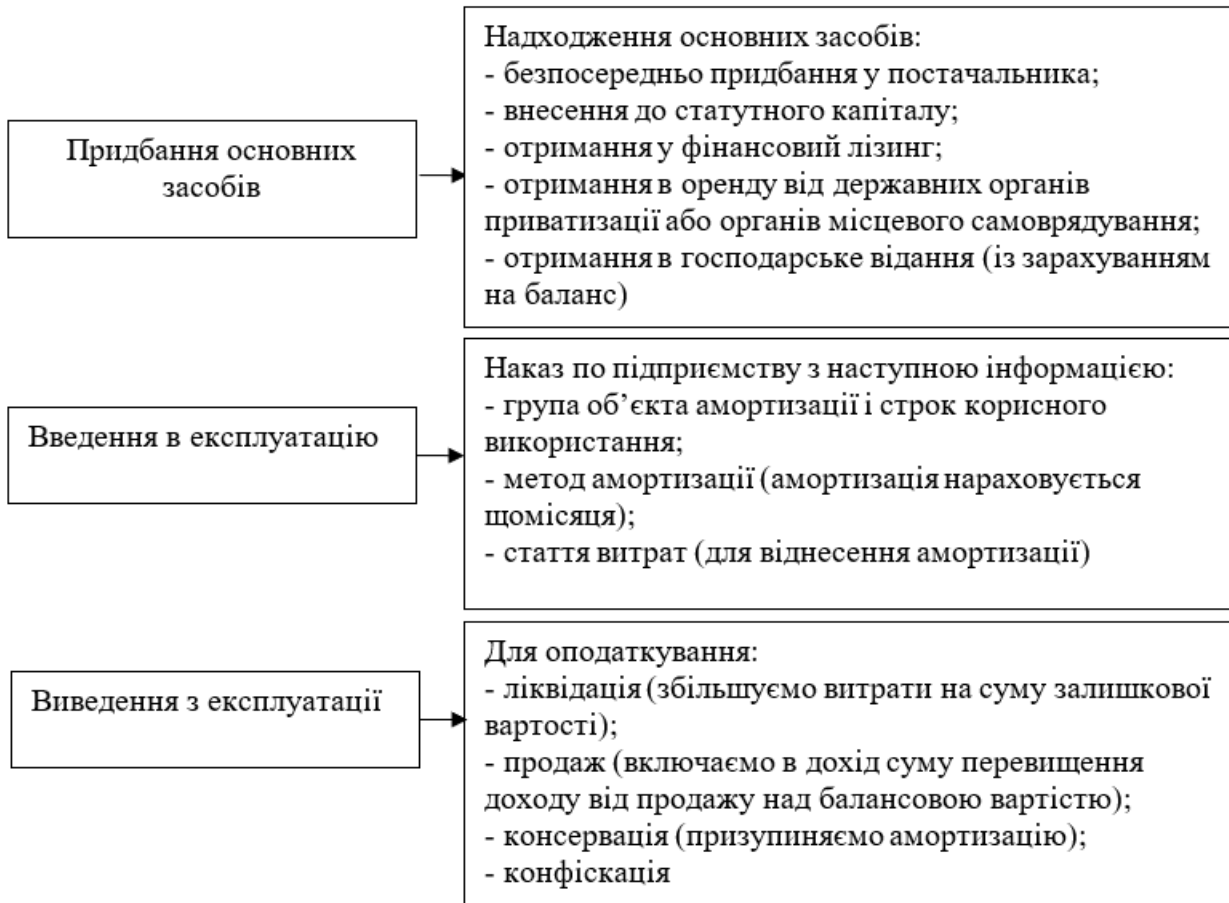 Придбання основних
засобів
Надходження основних засобів:
- безпосередньо придбання у постачальника;
- внесення до статутного капіталу;
- отримання у фінансовий лізинг;
- отримання в оренду від державних органів
приватизації або органів місцевого самоврядування;
- отримання в господарське відання (із зарахуванням
на баланс)
Введення в експлуатацію
Наказ по підприємству з наступною інформацією:
- група об’єкта амортизації і строк корисного
використання;
- метод амортизації (амортизація нараховується
щомісяця);
- стаття витрат (для віднесення амортизації)
Виведення з експлуатації
Для оподаткування:
- ліквідація (збільшуємо витрати на суму залишкової
вартості);
- продаж (включаємо в дохід суму перевищення
доходу від продажу над балансовою вартістю);
- консервація (призупиняємо амортизацію);
- конфіскація